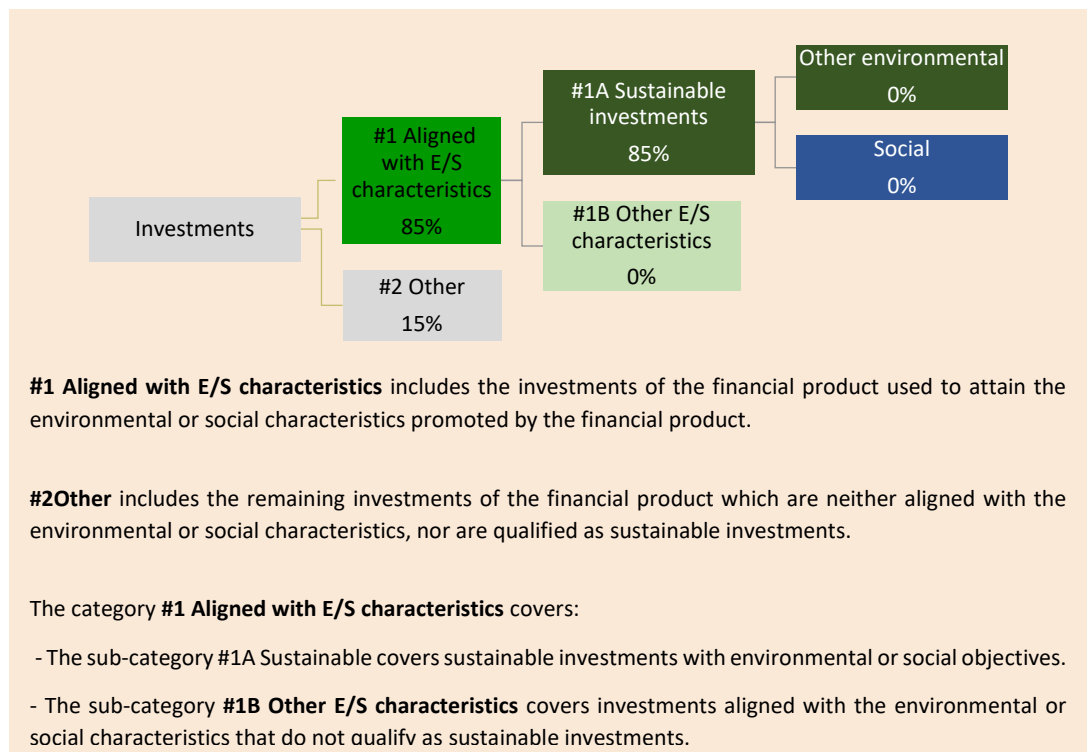 Other environmental
0%
#1A Sustainable
investments
85%
#1 Aligned
with E/S
characteristics
85%
Social
0%
Investments
#1B Other E/S
characteristics
0%
#2 Other
15%
#1 Aligned with E/S characteristics includes the investments of the financial product used to attain the
environmental or social characteristics promoted by the financial product.
#2Other includes the remaining investments of the financial product which are neither aligned with the
environmental or social characteristics, nor are qualified as sustainable investments.
The category #1 Aligned with E/S characteristics covers:
- The sub-category #1A Sustainable covers sustainable investments with environmental or social objectives.
- The sub-category #1B Other E/S characteristics covers investments aligned with the environmental or
social characteristics that do not qualify as sustainable investments.